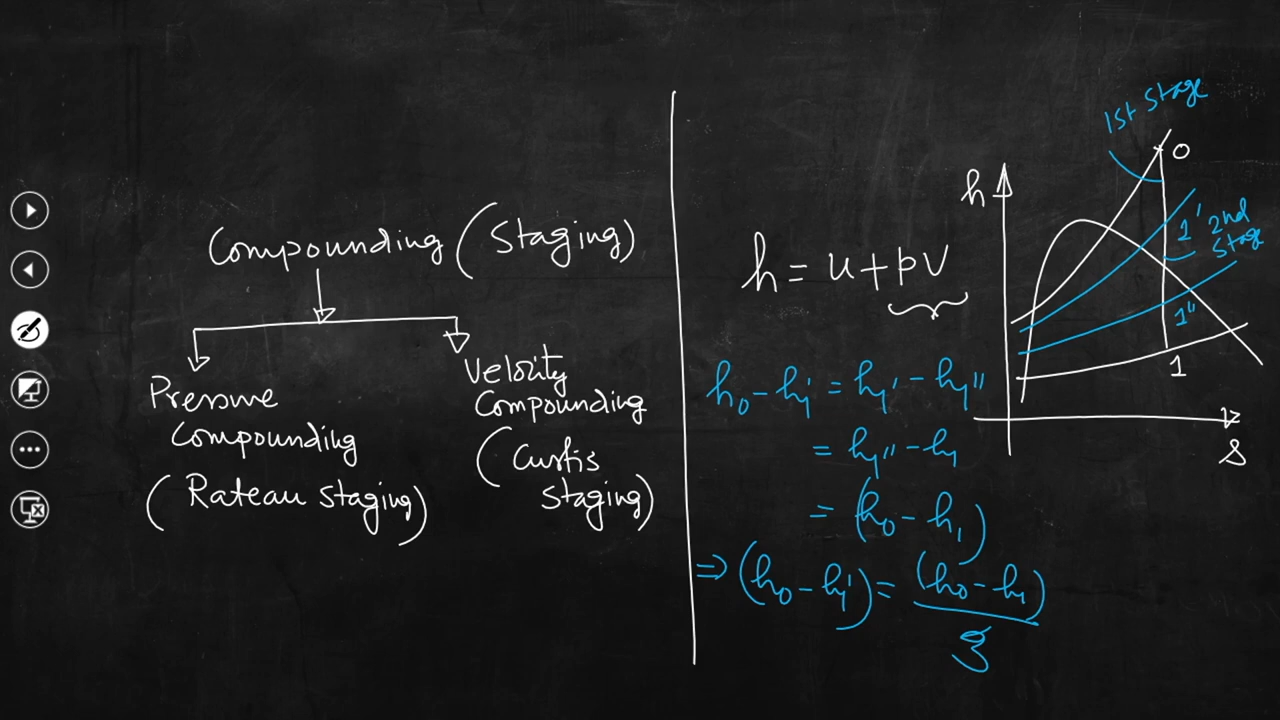 Compounding (Staging)
Pressure
Compounding
(Rateau Staging)
Velocity
Compounding
(Curtis
Staging)
h = u + pv
h₀ - h₁' = h₁' - h₁''
= h₁'' - h₁
= (h₀ - h₁)
⇒ (h₀ - h₁') = (h₀ - h₁)
3
1st Stage
0
h
1'
2nd
Stage
1''
1
s